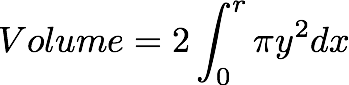 Volume = 2 ∫₀ʳ πy²dx